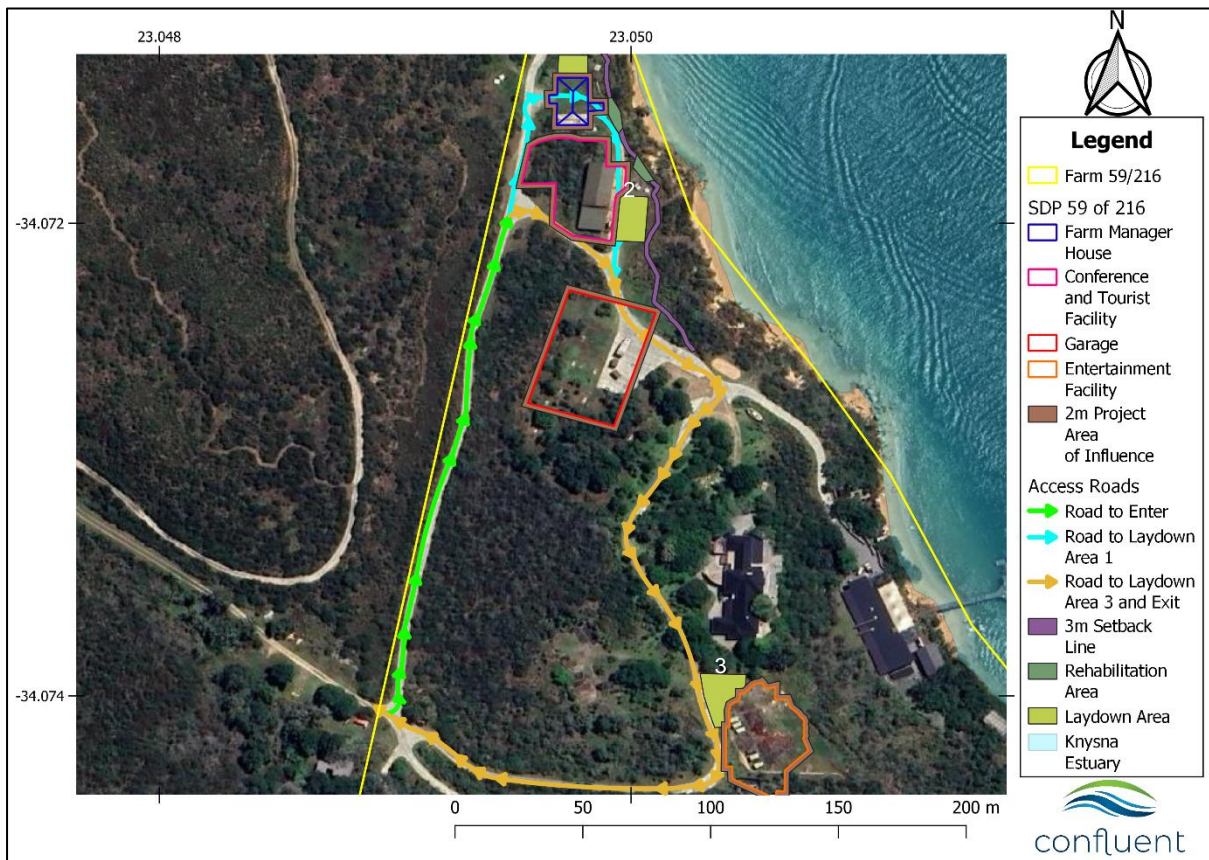 23.048
23.050
N
-34.072
-34.074
2
3
Legend
Farm 59/216
SDP 59 of 216
Farm Manager
House
Conference
and Tourist
Facility
Garage
Entertainment
Facility
2m Project
Area
of Influence
Access Roads
Road to Enter
Road to Laydown
Area 1
Road to Laydown
Area 3 and Exit
3m Setback
Line
Rehabilitation
Area
Laydown Area
Knysna
Estuary
0 50 100 150 200 m
confluent